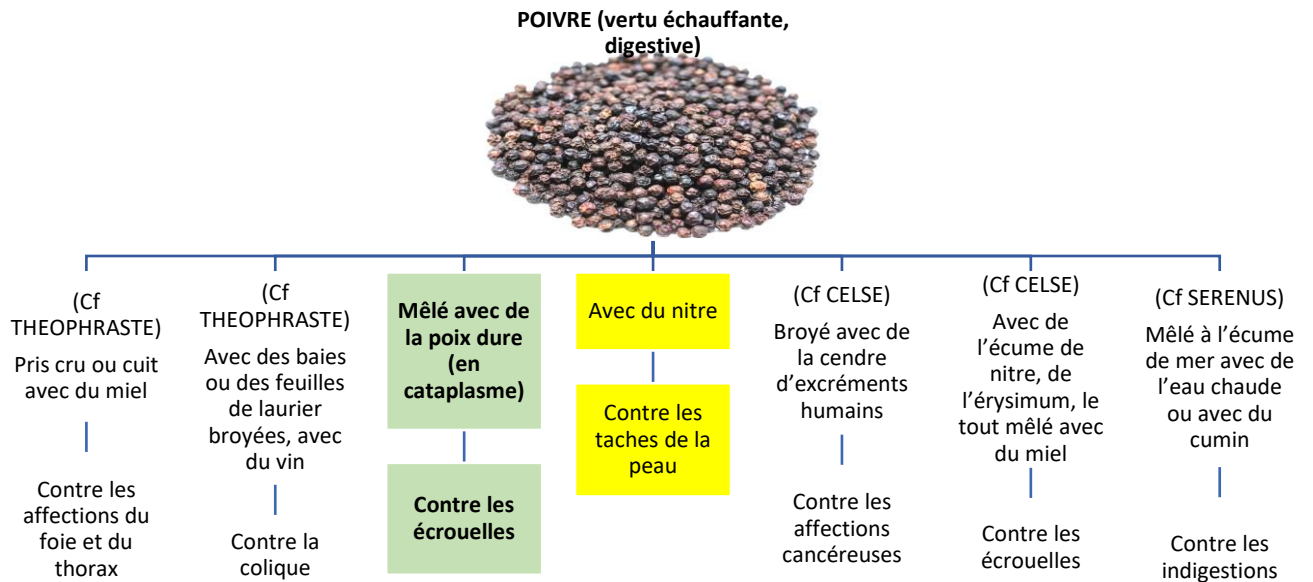 POIVRE (vertu échauffante,
digestive)
(Cf
THEOPHRASTE)
Pris cru ou cuit
avec du miel
Contre les
affections du
foie et du
thorax
(Cf
THEOPHRASTE)
Avec des baies
ou des feuilles
de laurier
broyées, avec
du vin
Contre la
colique
Mêlé avec de
la poix dure
(en
cataplasme)
Contre les
écrouelles
Avec du nitre
Contre les
taches de la
peau
(Cf CELSE)
Broyé avec de
la cendre
d’excréments
humains
Contre les
affections
cancéreuses
(Cf CELSE)
Avec de
l’écume de
nitre, de
l’érysimum, le
tout mêlé avec
du miel
Contre les
écrouelles
(Cf SERENUS)
Mêlé à l’écume
de mer avec de
l’eau chaude
ou avec du
cumin
Contre les
indigestions